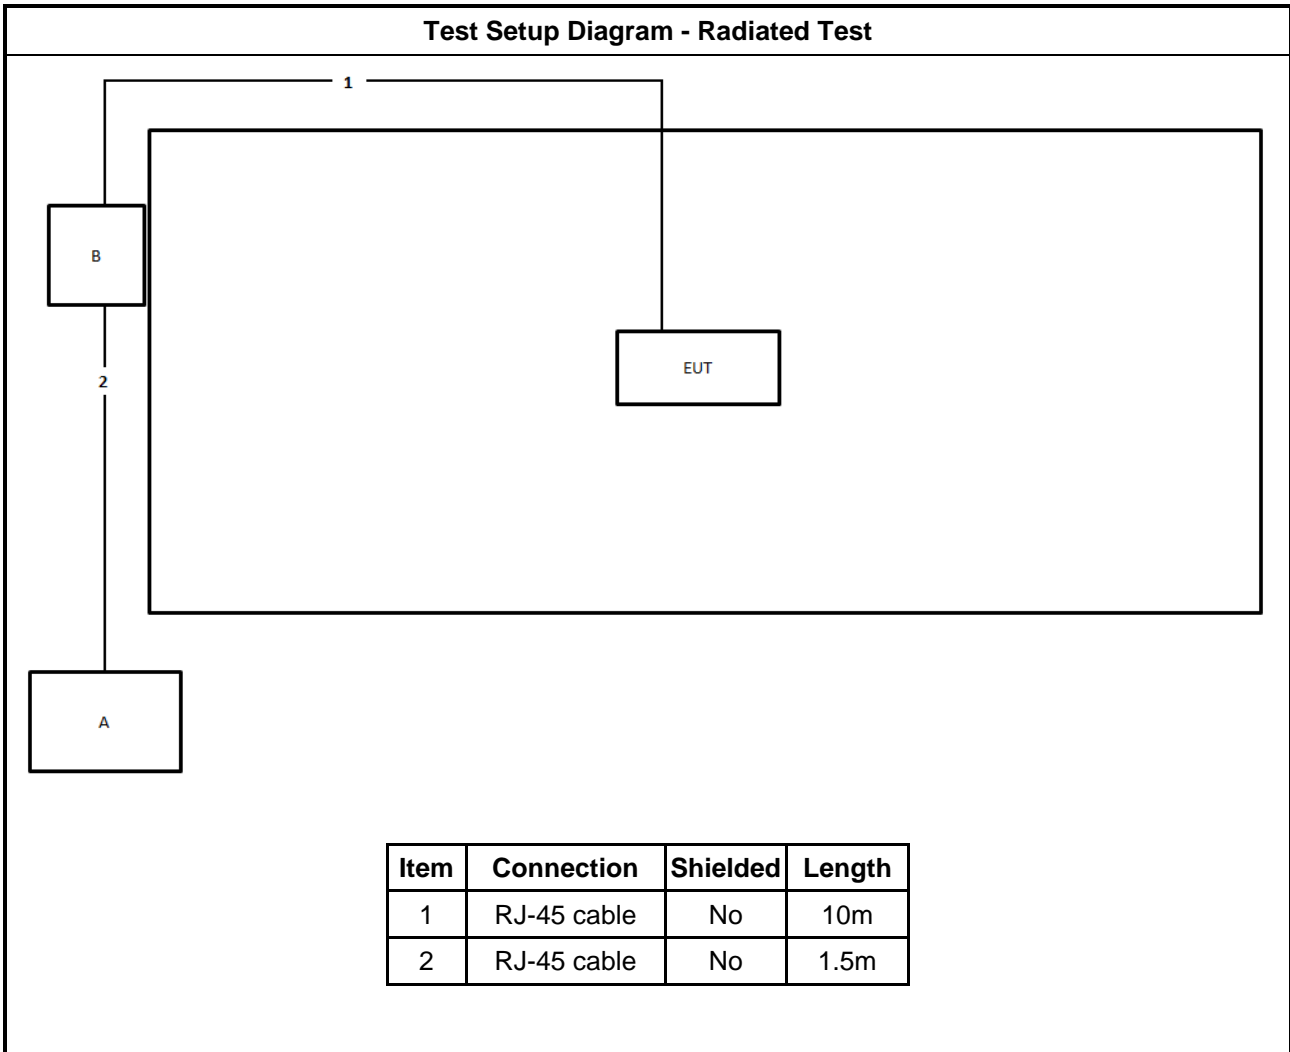 Test Setup Diagram - Radiated Test
1
B
EUT
2
A
Item Connection Shielded Length
1 RJ-45 cable No 10m
2 RJ-45 cable No 1.5m